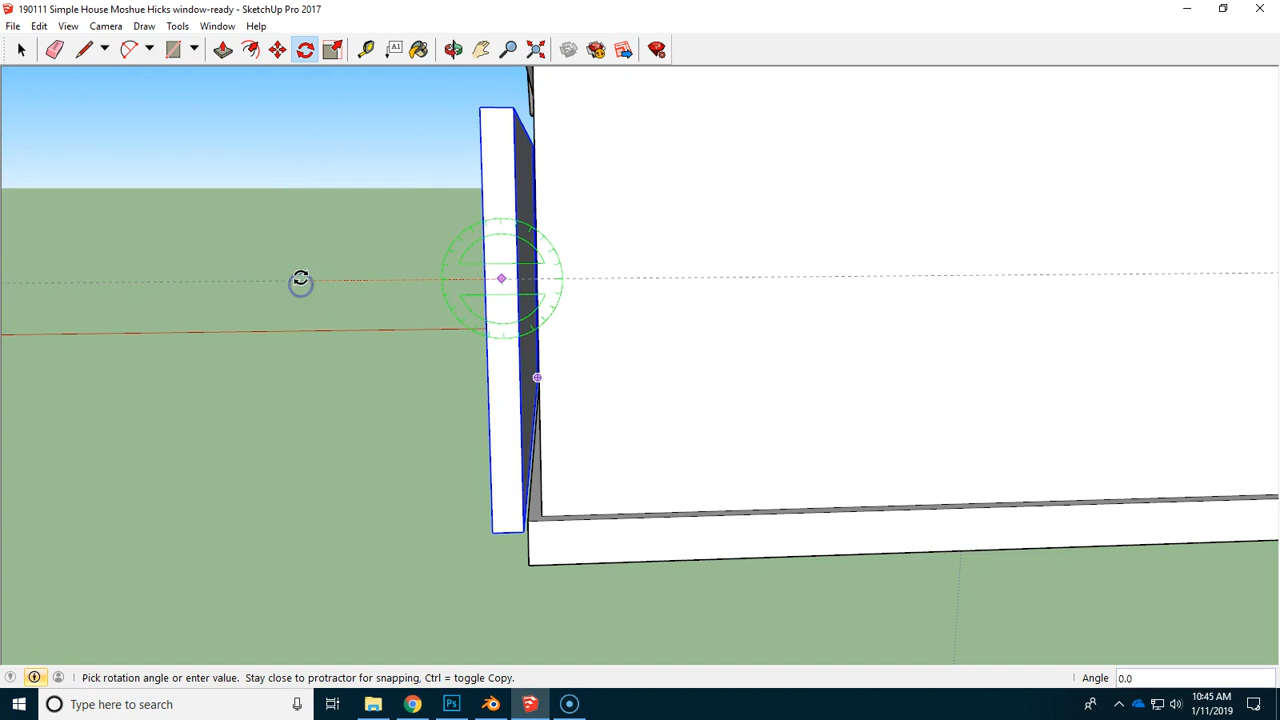 190111 Simple House Moshue Hicks window-ready - SketchUp Pro 2017
File Edit View Camera Draw Tools Window Help
A1
Pick rotation angle or enter value. Stay close to protractor for snapping, Ctrl = toggle Copy.
Angle 0.0
Type here to search
Ps
10:45 AM
1/11/2019